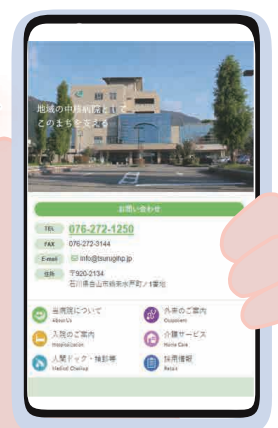 地域の中核病院として
このまちを支える
お問い合わせ
TEL 076-272-1250
FAX 076-272-3144
E-mail info@tsurugihp.jp
住所 〒920-2134
石川県白山市鶴来水戸町ノ1番地
当病院について
About Us
外来のご案内
Outpatient
入院のご案内
Hospitalization
介護サービス
Home Care
人間ドック・検診等
Medical Checkup
採用情報
Recruit